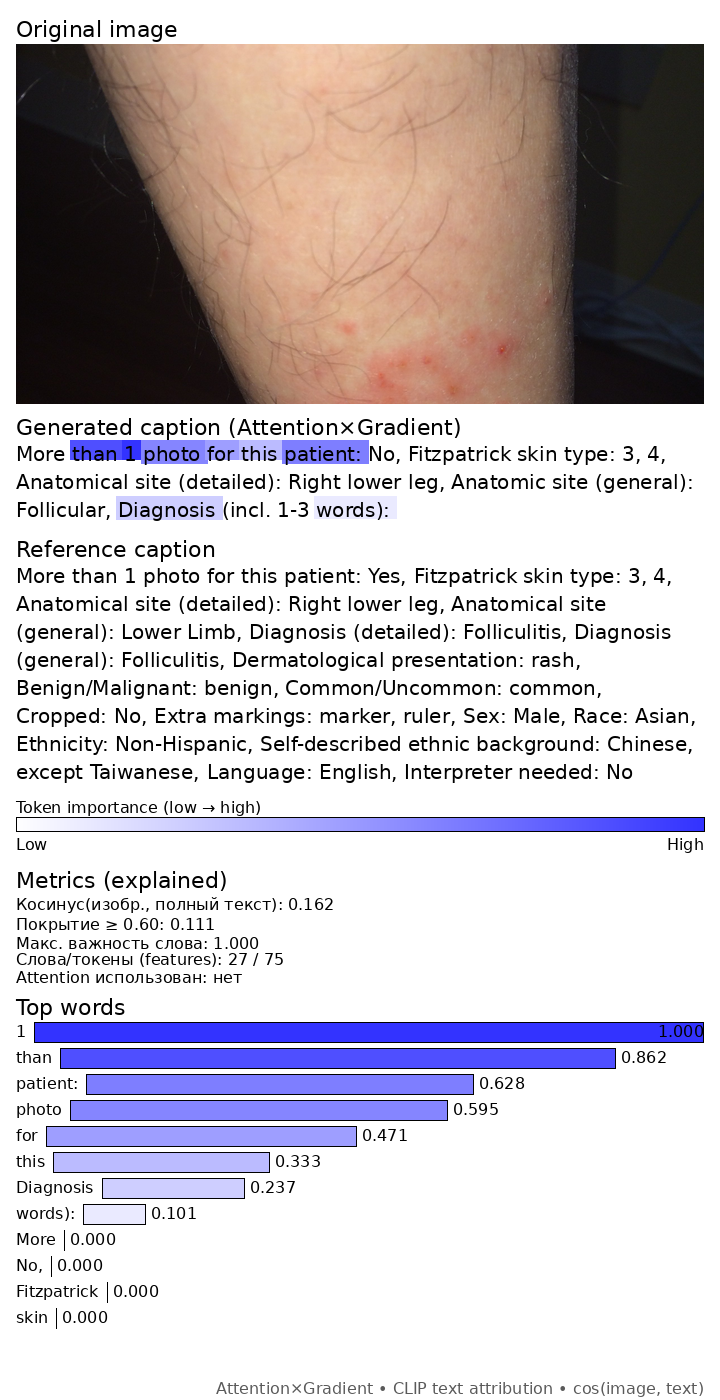 Original image
Generated caption (Attention×Gradient)
More than 1 photo for this patient: No, Fitzpatrick skin type: 3, 4,
Anatomical site (detailed): Right lower leg, Anatomic site (general):
Follicular, Diagnosis (incl. 1-3 words):
Reference caption
More than 1 photo for this patient: Yes, Fitzpatrick skin type: 3, 4,
Anatomical site (detailed): Right lower leg, Anatomical site
(general): Lower Limb, Diagnosis (detailed): Folliculitis, Diagnosis
(general): Folliculitis, Dermatological presentation: rash,
Benign/Malignant: benign, Common/Uncommon: common,
Cropped: No, Extra markings: marker, ruler, Sex: Male, Race: Asian,
Ethnicity: Non-Hispanic, Self-described ethnic background: Chinese,
except Taiwanese, Language: English, Interpreter needed: No
Token importance (low → high)
Low High
Metrics (explained)
Косинус(изобр., полный текст): 0.162
Покрытие ≥ 0.60: 0.111
Макс. важность слова: 1.000
Слова/токены (features): 27 / 75
Attention использован: нет
Top words
1 1.000
than 0.862
patient: 0.628
photo 0.595
for 0.471
this 0.333
Diagnosis 0.237
words): 0.101
More 0.000
No, 0.000
Fitzpatrick 0.000
skin 0.000
Attention×Gradient • CLIP text attribution • cos(image, text)